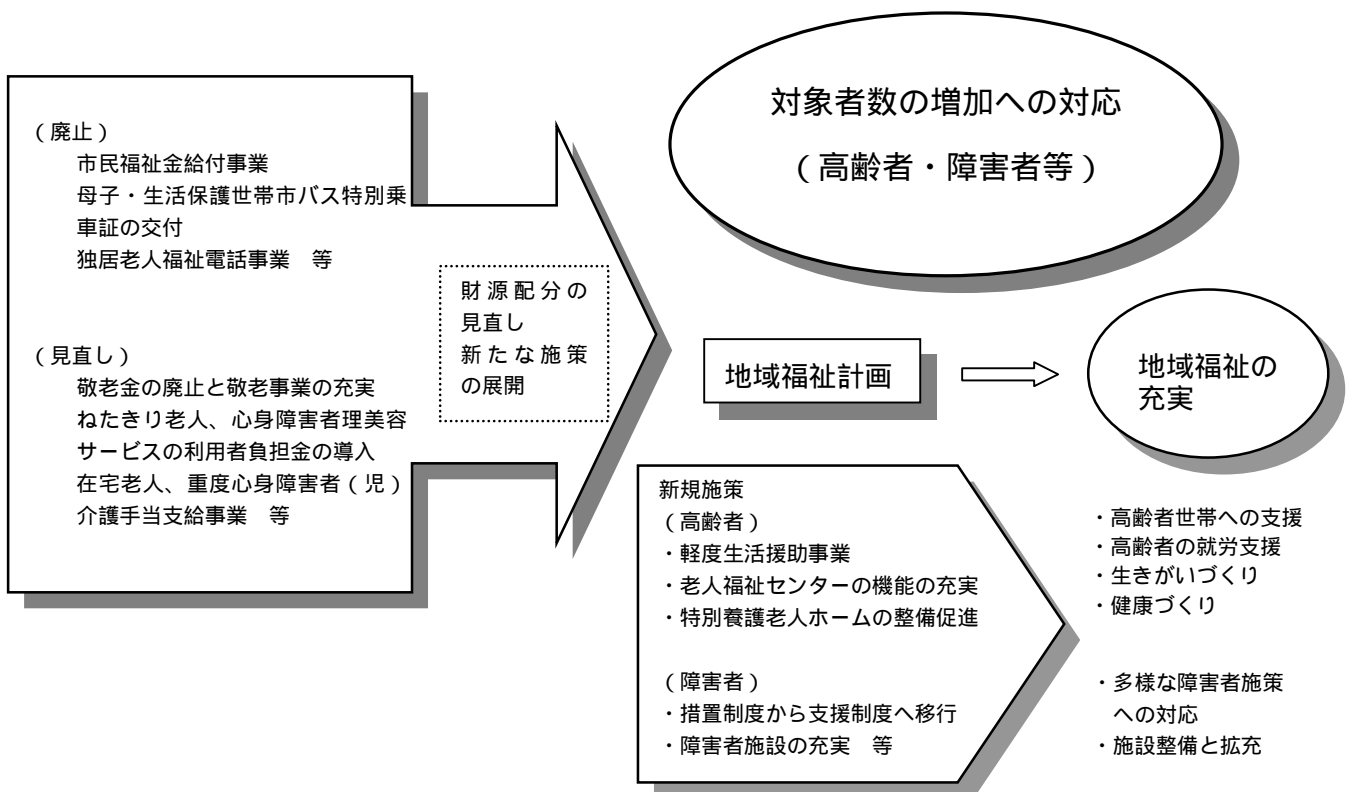 （廃止）
市民福祉金給付事業
母子・生活保護世帯市バス特別乗
車証の交付
独居老人福祉電話事業　等
（見直し）
敬老金の廃止と敬老事業の充実
ねたきり老人、心身障害者理美容
サービスの利用者負担金の導入
在宅老人、重度心身障害者（児）
介護手当支給事業　等
財源配分の
見直し
新たな施策
の展開
対象者数の増加への対応
（高齢者・障害者等）
地域福祉計画
地域福祉の
充実
新規施策
（高齢者）
・軽度生活援助事業
・老人福祉センターの機能の充実
・特別養護老人ホームの整備促進
（障害者）
・措置制度から支援制度へ移行
・障害者施設の充実　等
・高齢者世帯への支援
・高齢者の就労支援
・生きがいづくり
・健康づくり
・多様な障害者施策
への対応
・施設整備と拡充